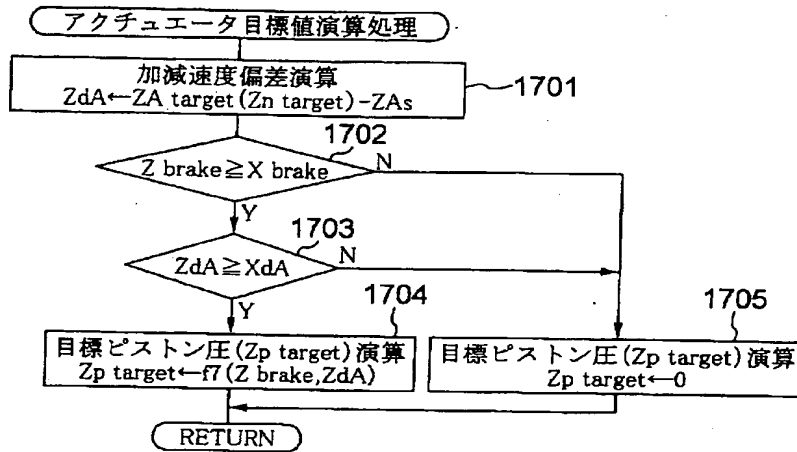 アクチュエータ目標値演算処理
加減速度偏差演算
ZdA←ZA target(Zn target)-ZAs
1701
1702
Z brake≧X brake
N
Y
1703
ZdA≧XdA
N
Y
1704
目標ピストン圧(Zp target)演算
Zp target←f7(Z brake,ZdA)
1705
目標ピストン圧(Zp target)演算
Zp target←0
RETURN